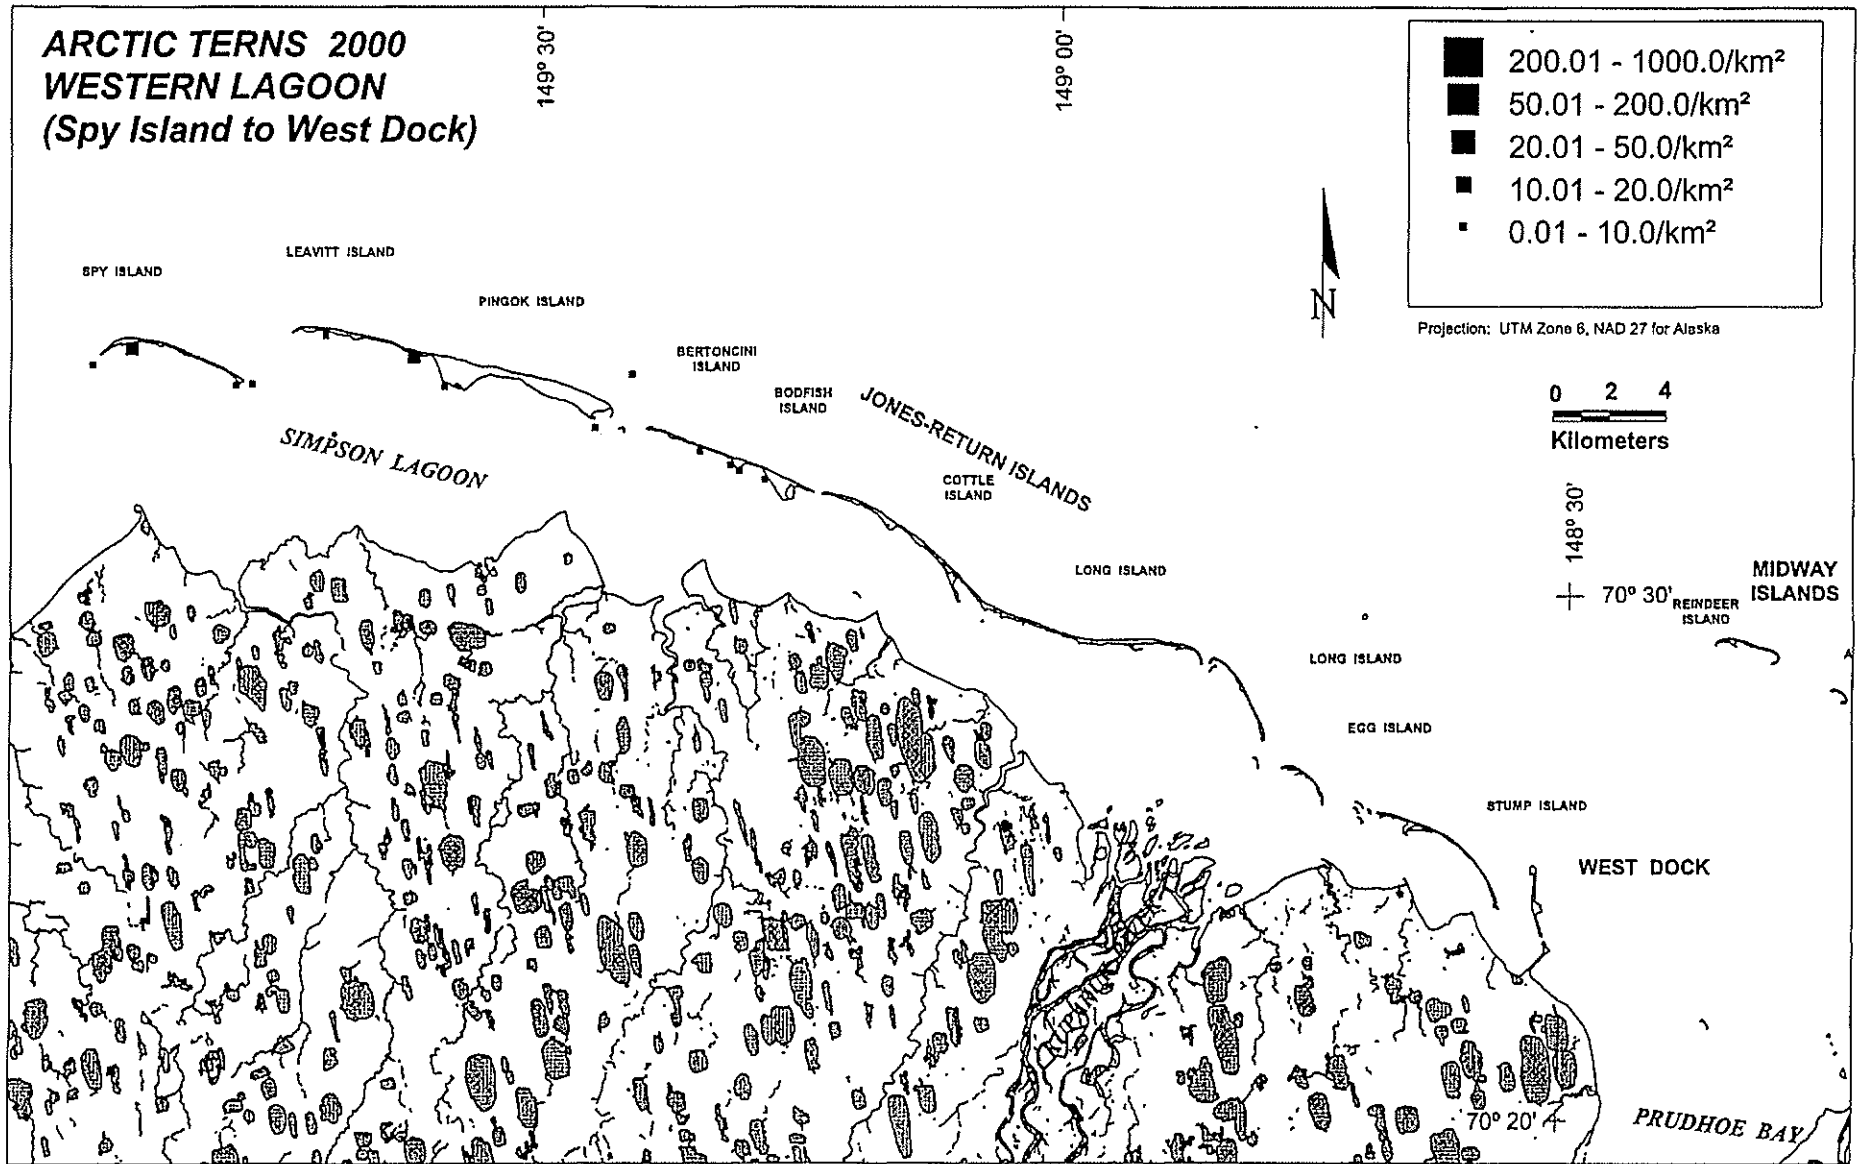 ARCTIC TERNS 2000
WESTERN LAGOON
(Spy Island to West Dock)
149° 30'
149° 00'
200.01 - 1000.0/km²
50.01 - 200.0/km²
20.01 - 50.0/km²
10.01 - 20.0/km²
0.01 - 10.0/km²
N
Projection: UTM Zone 6, NAD 27 for Alaska
0 2 4
Kilometers
SPY ISLAND
LEAVITT ISLAND
PINGOK ISLAND
BERTONCINI
ISLAND
BODFISH
ISLAND
JONES-RETURN ISLANDS
SIMPSON LAGOON
COTTLE
ISLAND
148° 30'
LONG ISLAND
70° 30'
MIDWAY
ISLANDS
REINDEER
ISLAND
LONG ISLAND
EGG ISLAND
STUMP ISLAND
WEST DOCK
70° 20'
PRUDHOE BAY